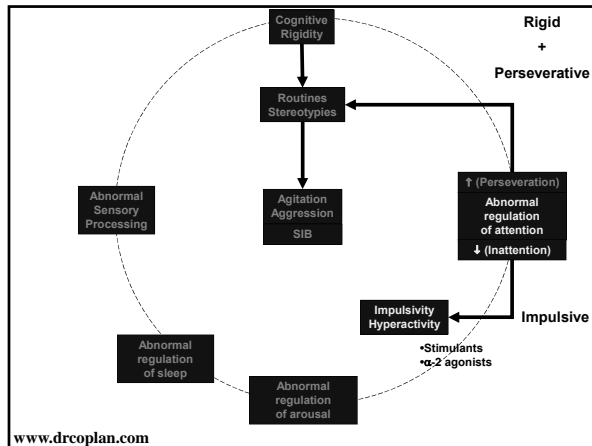 Cognitive
Rigidity
Rigid
+
Perseverative
Routines
Stereotypies
↑ (Perseveration)
Abnormal
regulation
of attention
↓ (Inattention)
Abnormal
Sensory
Processing
Agitation
Aggression
SIB
Impulsivity
Hyperactivity
Impulsive
•Stimulants
•α-2 agonists
Abnormal
regulation
of sleep
Abnormal
regulation
of arousal
www.drcoplan.com